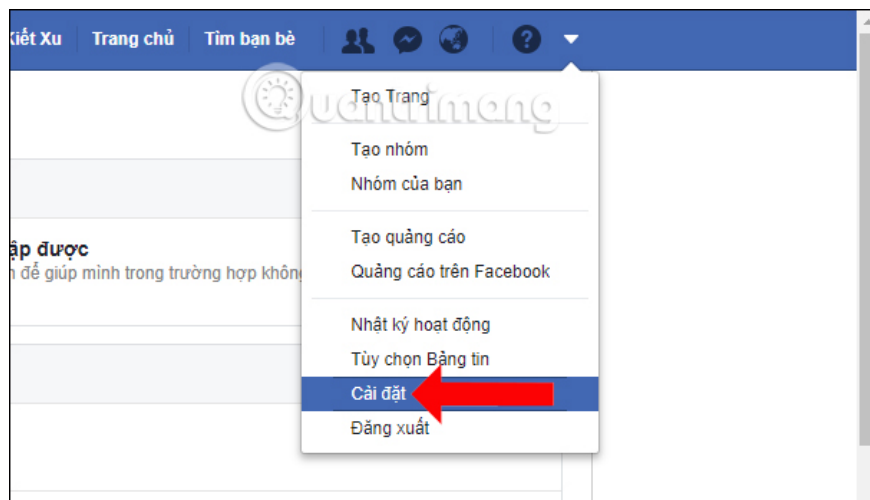 Kiết Xu Trang chủ Tìm bạn bè
Tạo Trang
Quantrimang
Tạo nhóm
Nhóm của bạn
Tạo quảng cáo
ập được
để giúp mình trong trường hợp không
Quảng cáo trên Facebook
Nhật ký hoạt động
Tùy chọn Bảng tin
Cài đặt
Đăng xuất